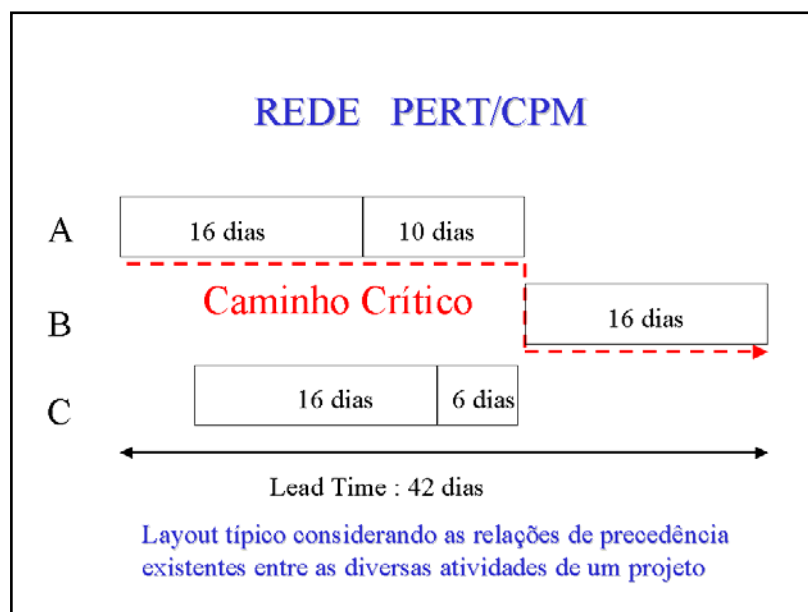 REDE PERT/CPM
A
16 dias
10 dias
Caminho Crítico
B
16 dias
C
16 dias
6 dias
Lead Time : 42 dias
Layout típico considerando as relações de precedência
existentes entre as diversas atividades de um projeto